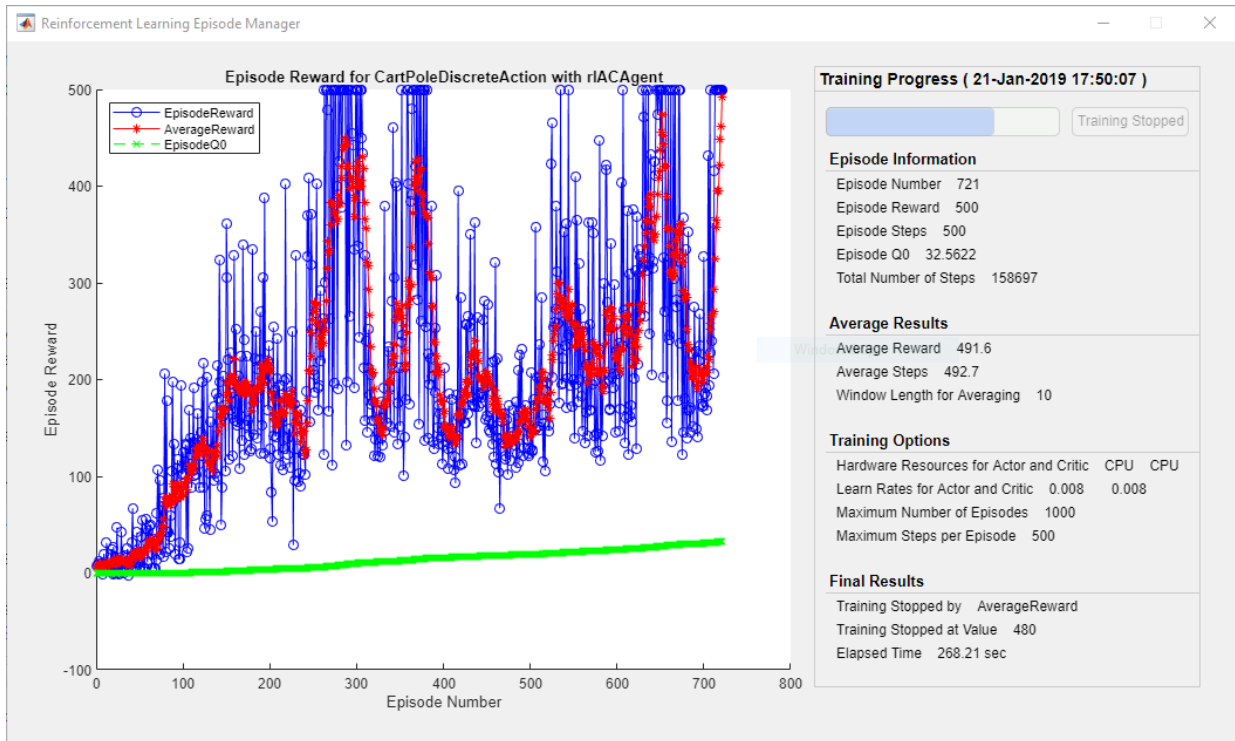 Reinforcement Learning Episode Manager
Episode Reward for CartPoleDiscreteAction with rlACAgent
EpisodeReward
AverageReward
EpisodeQ0
500
400
300
200
100
0
-100
Episode Reward
0 100 200 300 400 500 600 700 800
Episode Number
Training Progress ( 21-Jan-2019 17:50:07 )
Training Stopped
Episode Information
Episode Number 721
Episode Reward 500
Episode Steps 500
Episode Q0 32.5622
Total Number of Steps 158697
Average Results
Average Reward 491.6
Average Steps 492.7
Window Length for Averaging 10
Training Options
Hardware Resources for Actor and Critic CPU CPU
Learn Rates for Actor and Critic 0.008 0.008
Maximum Number of Episodes 1000
Maximum Steps per Episode 500
Final Results
Training Stopped by AverageReward
Training Stopped at Value 480
Elapsed Time 268.21 sec